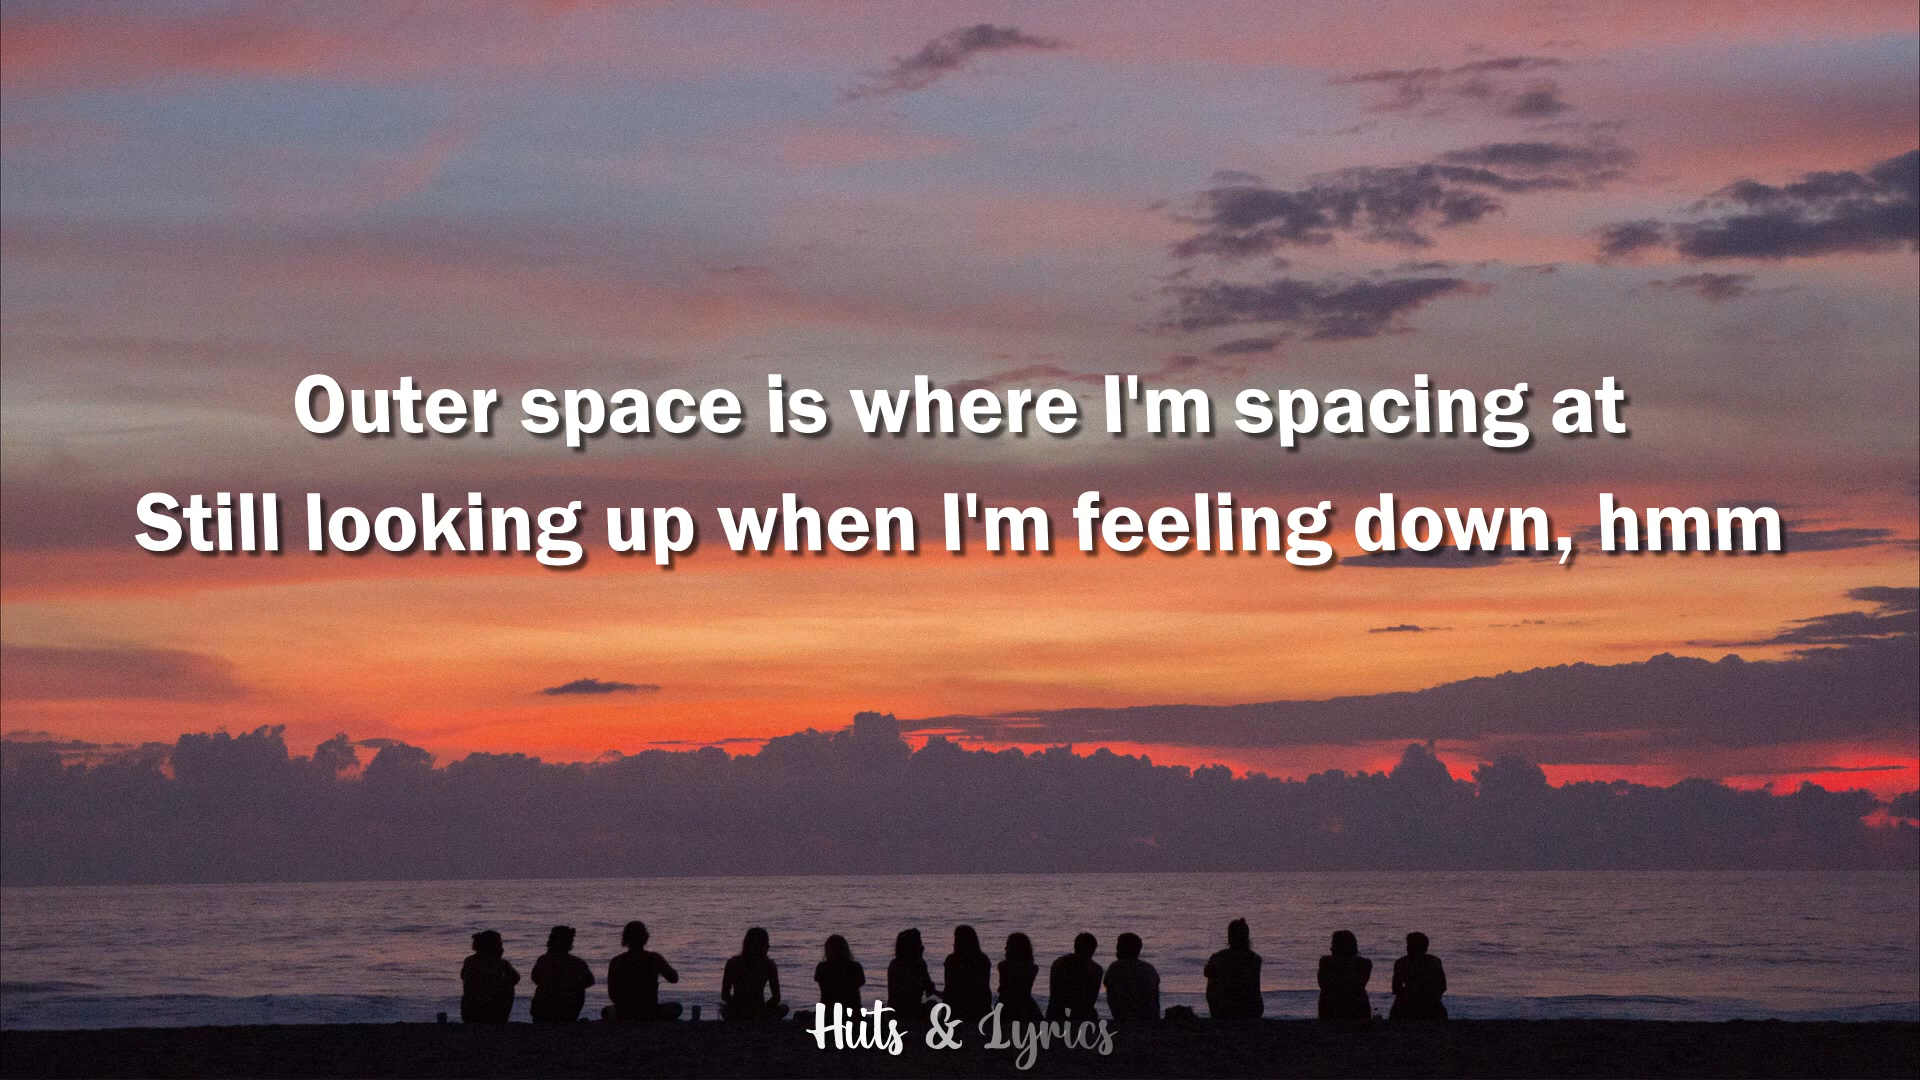 Outer space is where I'm spacing at
Still looking up when I'm feeling down, hmm
Hiits & Lyrics